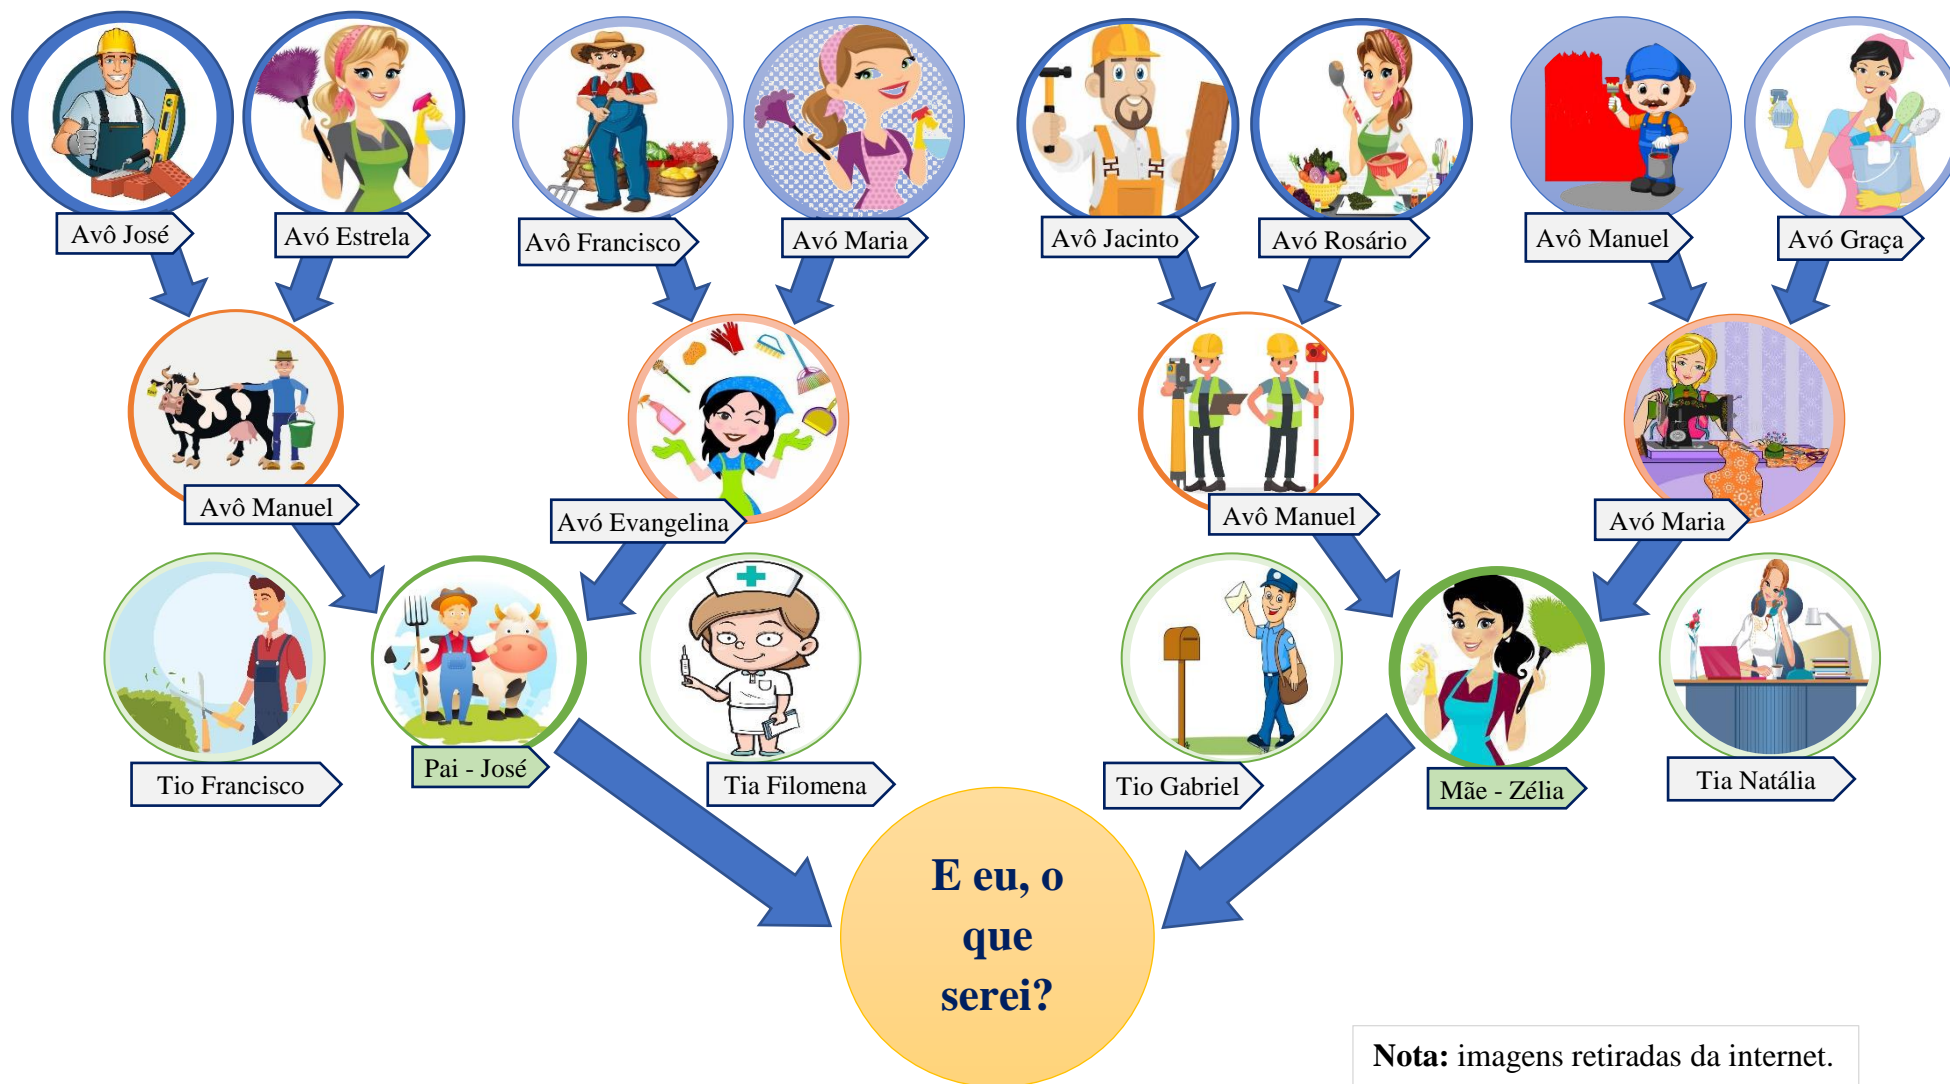 Avô José
Avó Estrela
Avô Francisco
Avó Maria
Avô Jacinto
Avó Rosário
Avô Manuel
Avó Graça
Avô Manuel
Avó Evangelina
Avô Manuel
Avó Maria
Tio Francisco
Pai - José
Tia Filomena
Tio Gabriel
Mãe - Zélia
Tia Natália
E eu, o
que
serei?
Nota: imagens retiradas da internet.